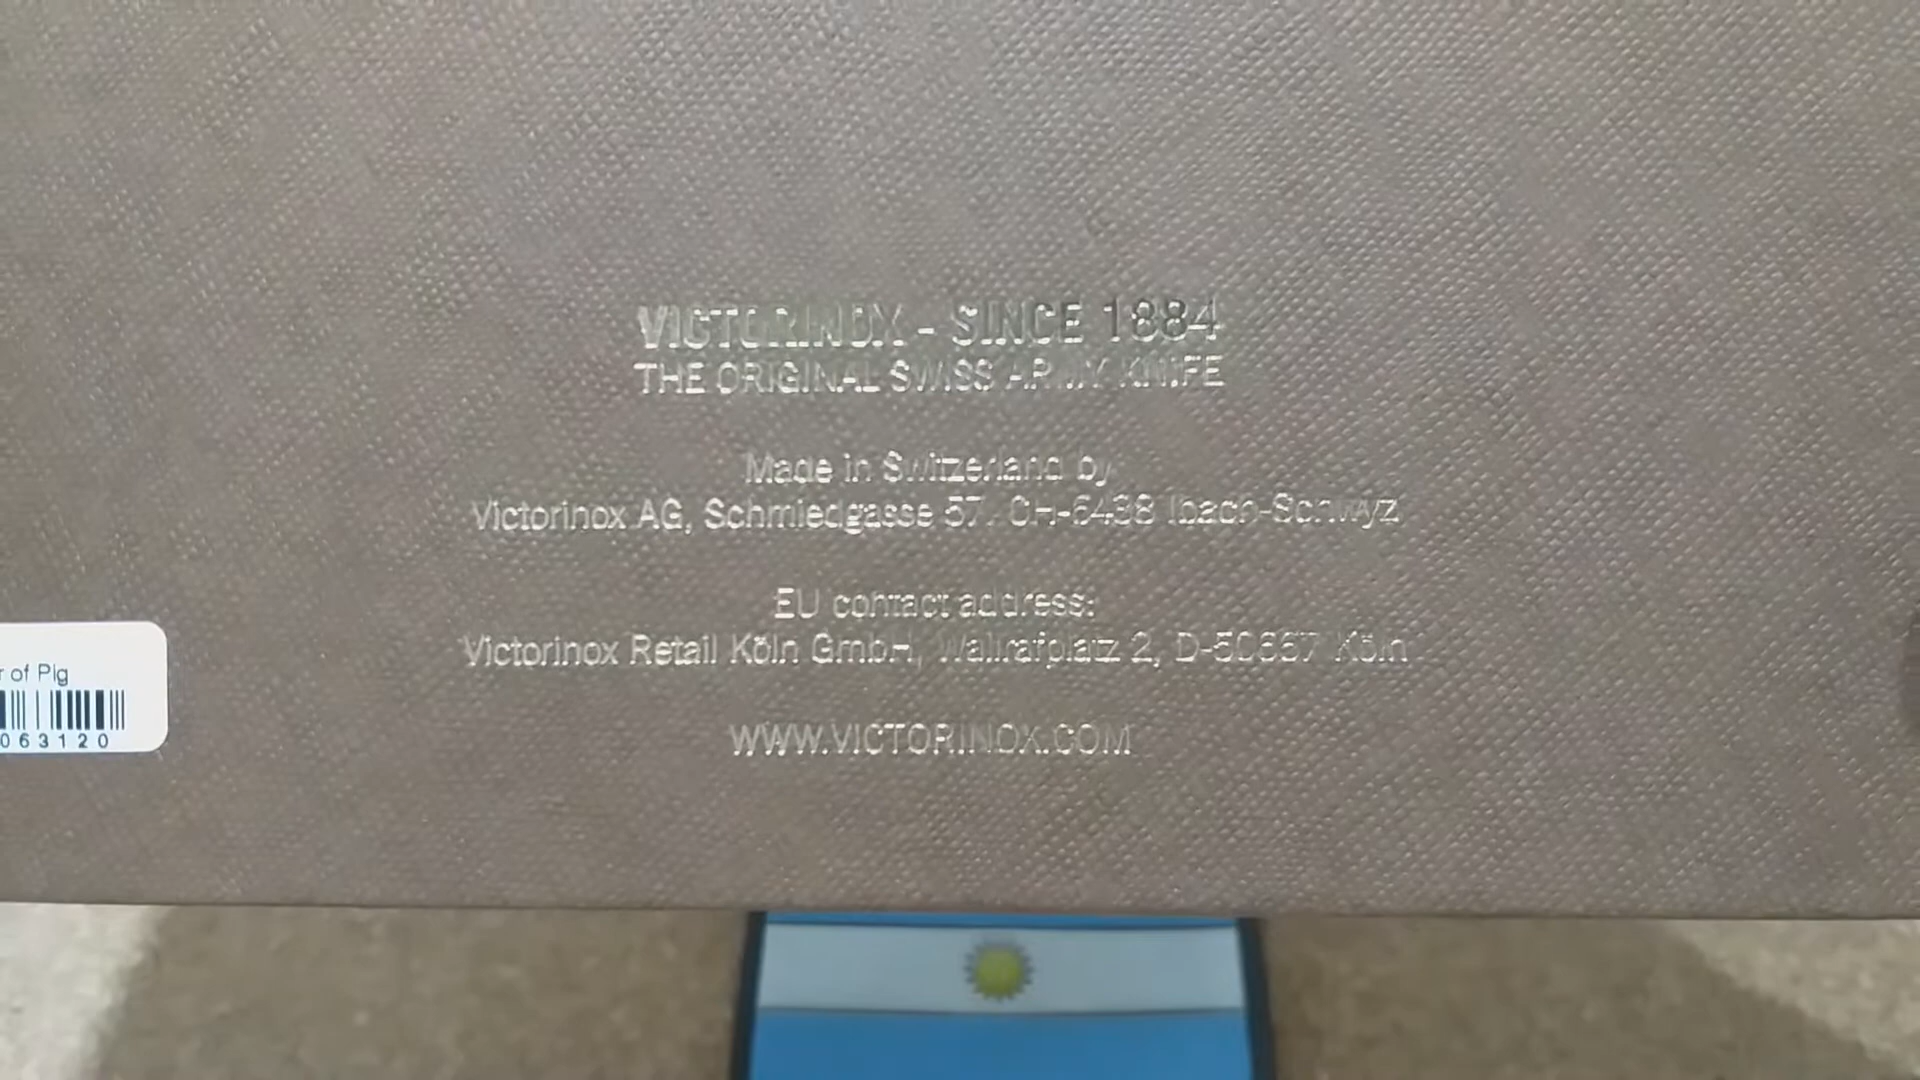 VICTORINOX - SINCE 1884
THE ORIGINAL SWISS ARMY KNIFE
Made in Switzerland by
Victorinox AG, Schmiedgasse 57, CH-6438 Ibach-Schwyz
EU contact address:
Victorinox Retail Köln GmbH, Wallrafplatz 2, D-50667 Köln
WWW.VICTORINOX.COM
r of Pig
063120